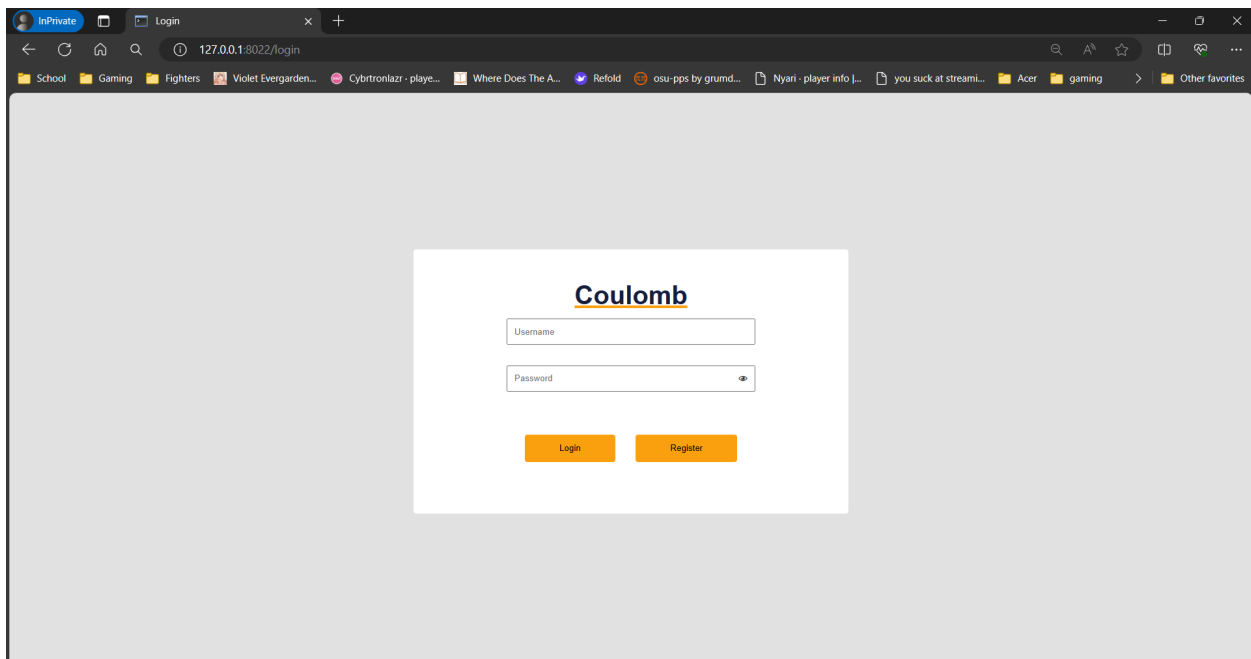 InPrivate
Login
127.0.0.1:8022/login
School Gaming Fighters Violet Evergarden... Cybrtronlazr - playe... Where Does The A... Refold osu-pps by grumd... Nyari - player info |... you suck at streami... Acer gaming Other favorites
Coulomb
Username
Password
Login Register